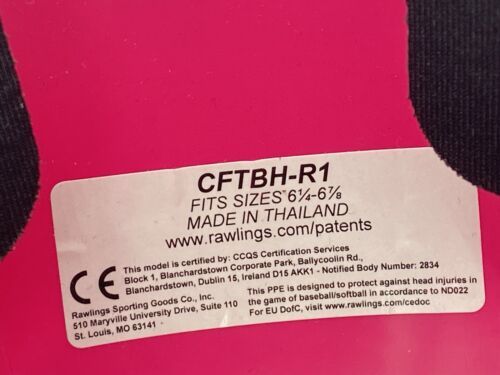 CFTBH-R1
FITS SIZES 6¼-6⅞
MADE IN THAILAND
www.rawlings.com/patents
CE
This model is certified by: CCQS Certification Services
Block 1, Blanchardstown Corporate Park, Ballycoolin Rd.,
Blanchardstown, Dublin 15, Ireland D15 AKK1 - Notified Body Number: 2834
Rawlings Sporting Goods Co., Inc.
510 Maryville University Drive, Suite 110
St. Louis, MO 63141
This PPE is designed to protect against head injuries in
the game of baseball/softball in accordance to ND022
For EU DofC, visit www.rawlings.com/cedoc